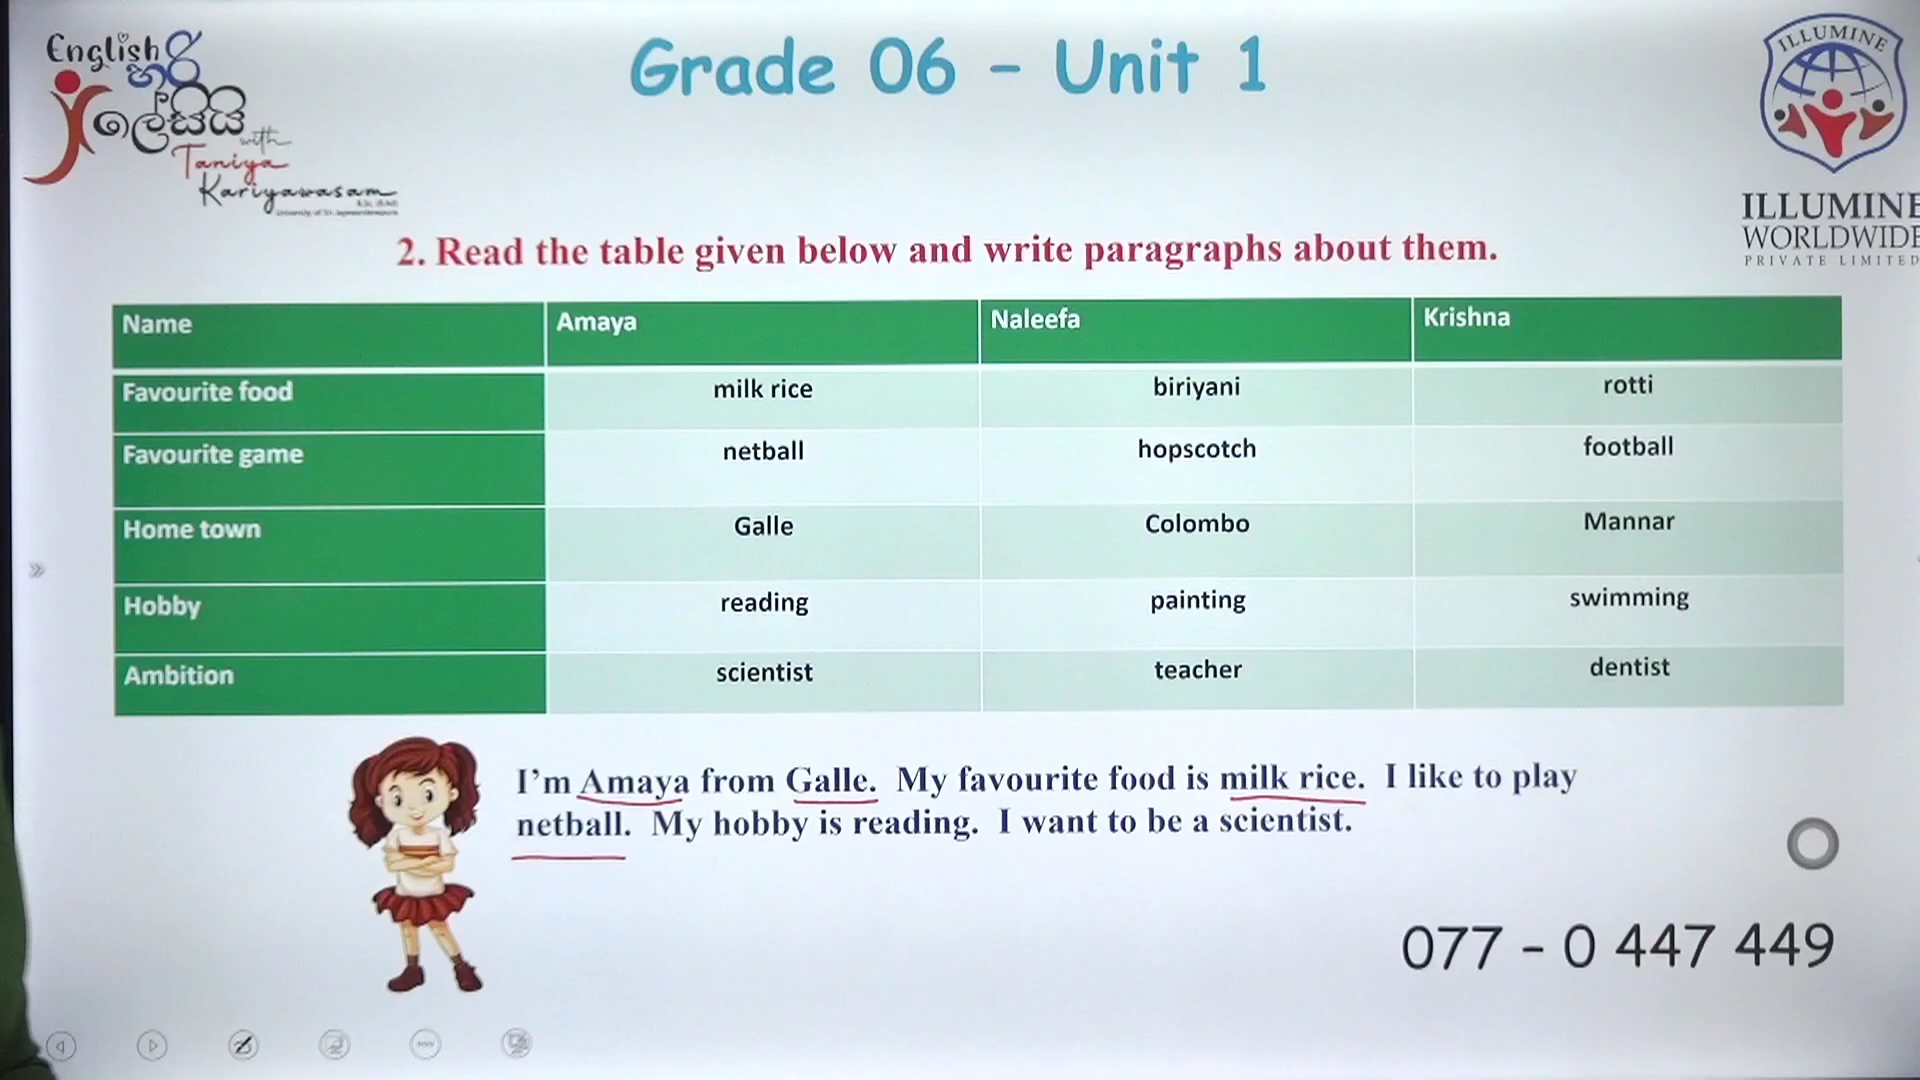 English හරි
ලේසියි
with
Taniya
Kariyawasam
Grade 06 - Unit 1
ILLUMINE
ILLUMINE
WORLDWIDE
PRIVATE LIMITED
2. Read the table given below and write paragraphs about them.
Name Amaya Naleefa Krishna
Favourite food milk rice biriyani rotti
Favourite game netball hopscotch football
Home town Galle Colombo Mannar
Hobby reading painting swimming
Ambition scientist teacher dentist
I'm Amaya from Galle. My favourite food is milk rice. I like to play
netball. My hobby is reading. I want to be a scientist.
077 - 0 447 449